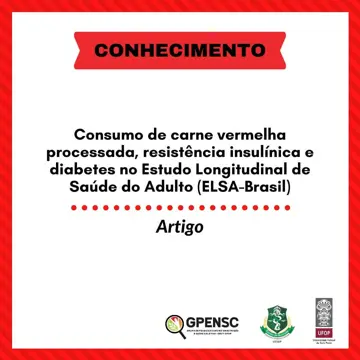 CONHECIMENTO
Consumo de carne vermelha
processada, resistência insulínica e
diabetes no Estudo Longitudinal de
Saúde do Adulto (ELSA-Brasil)
Artigo
GPENSC
UFOP